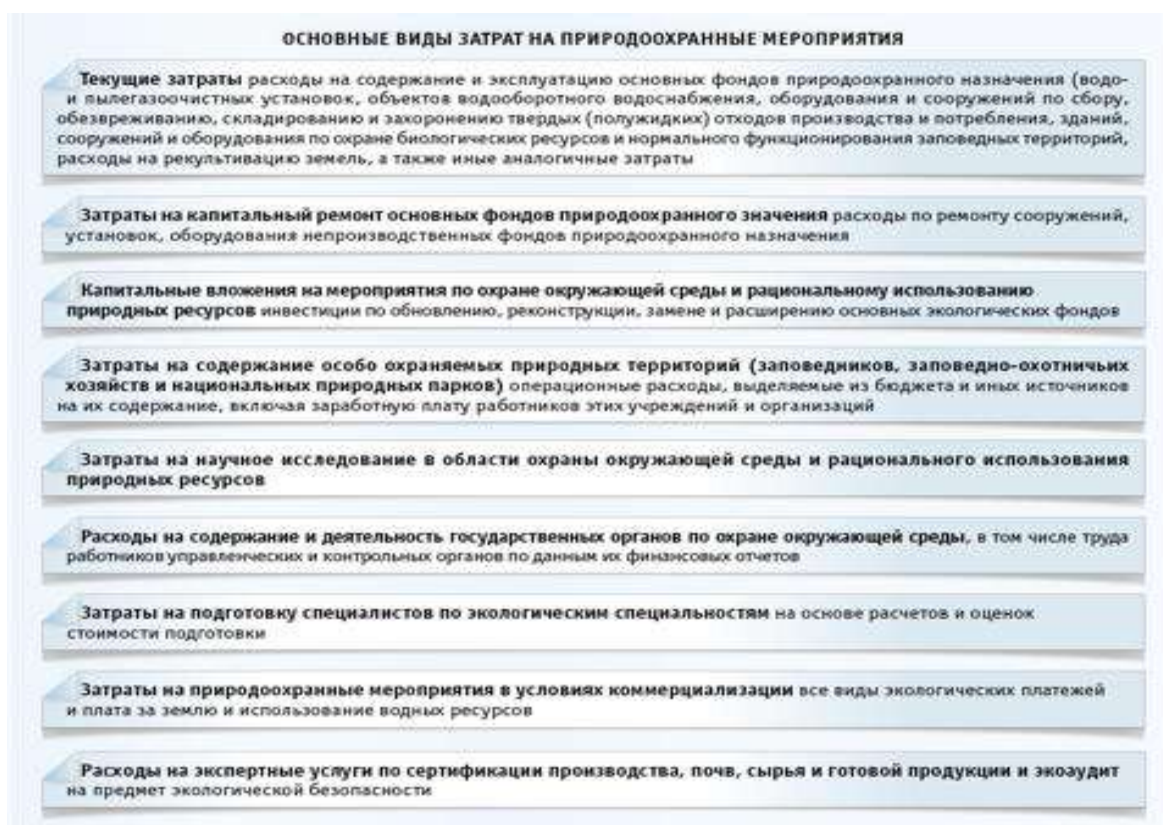 ОСНОВНЫЕ ВИДЫ ЗАТРАТ НА ПРИРОДООХРАННЫЕ МЕРОПРИЯТИЯ
Текущие затраты расходы на содержание и эксплуатацию основных фондов природоохранного назначения (водо-
и пылегазоочистных установок, объектов водооборотного водоснабжения, оборудования и сооружений по сбору,
обезвреживанию, складированию и захоронению твердых (полужидких) отходов производства и потребления, зданий,
сооружений и оборудования по охране биологических ресурсов и нормального функционирования заповедных территорий,
расходы на рекультивацию земель, а также иные аналогичные затраты
Затраты на капитальный ремонт основных фондов природоохранного значения расходы по ремонту сооружений,
установок, оборудования непроизводственных фондов природоохранного назначения
Капитальные вложения на мероприятия по охране окружающей среды и рациональному использованию
природных ресурсов инвестиции по обновлению, реконструкции, замене и расширению основных экологических фондов
Затраты на содержание особо охраняемых природных территорий (заповедников, заповедно-охотничьих
хозяйств и национальных природных парков) операционные расходы, выделяемые из бюджета и иных источников
на их содержание, включая заработную плату работников этих учреждений и организаций
Затраты на научное исследование в области охраны окружающей среды и рационального использования
природных ресурсов
Расходы на содержание и деятельность государственных органов по охране окружающей среды, в том числе труда
работников управленческих и контрольных органов по данным их финансовых отчетов
Затраты на подготовку специалистов по экологическим специальностям на основе расчетов и оценок
стоимости подготовки
Затраты на природоохранные мероприятия в условиях коммерциализации все виды экологических платежей
и плата за землю и использование водных ресурсов
Расходы на экспертные услуги по сертификации производства, почв, сырья и готовой продукции и экоаудит
на предмет экологической безопасности